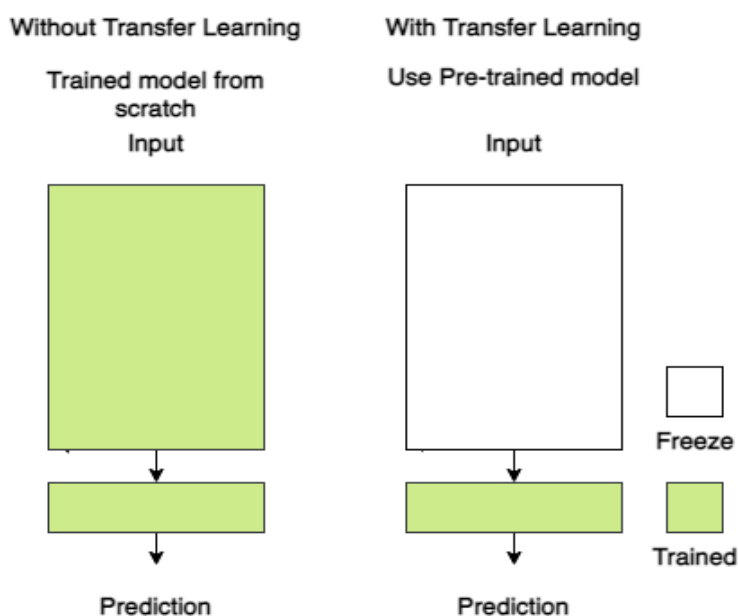 Without Transfer Learning
Trained model from
scratch
Input
Prediction
With Transfer Learning
Use Pre-trained model
Input
Prediction
Freeze
Trained